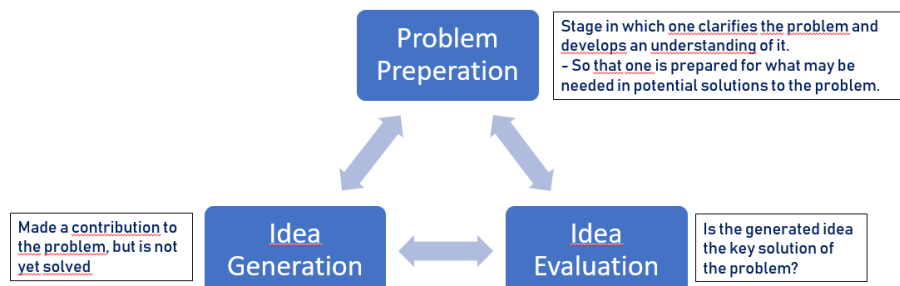 Problem
Preperation
Stage in which one clarifies the problem and
develops an understanding of it.
- So that one is prepared for what may be
needed in potential solutions to the problem.
Made a contribution to
the problem, but is not
yet solved
Idea
Generation
Idea
Evaluation
Is the generated idea
the key solution of
the problem?